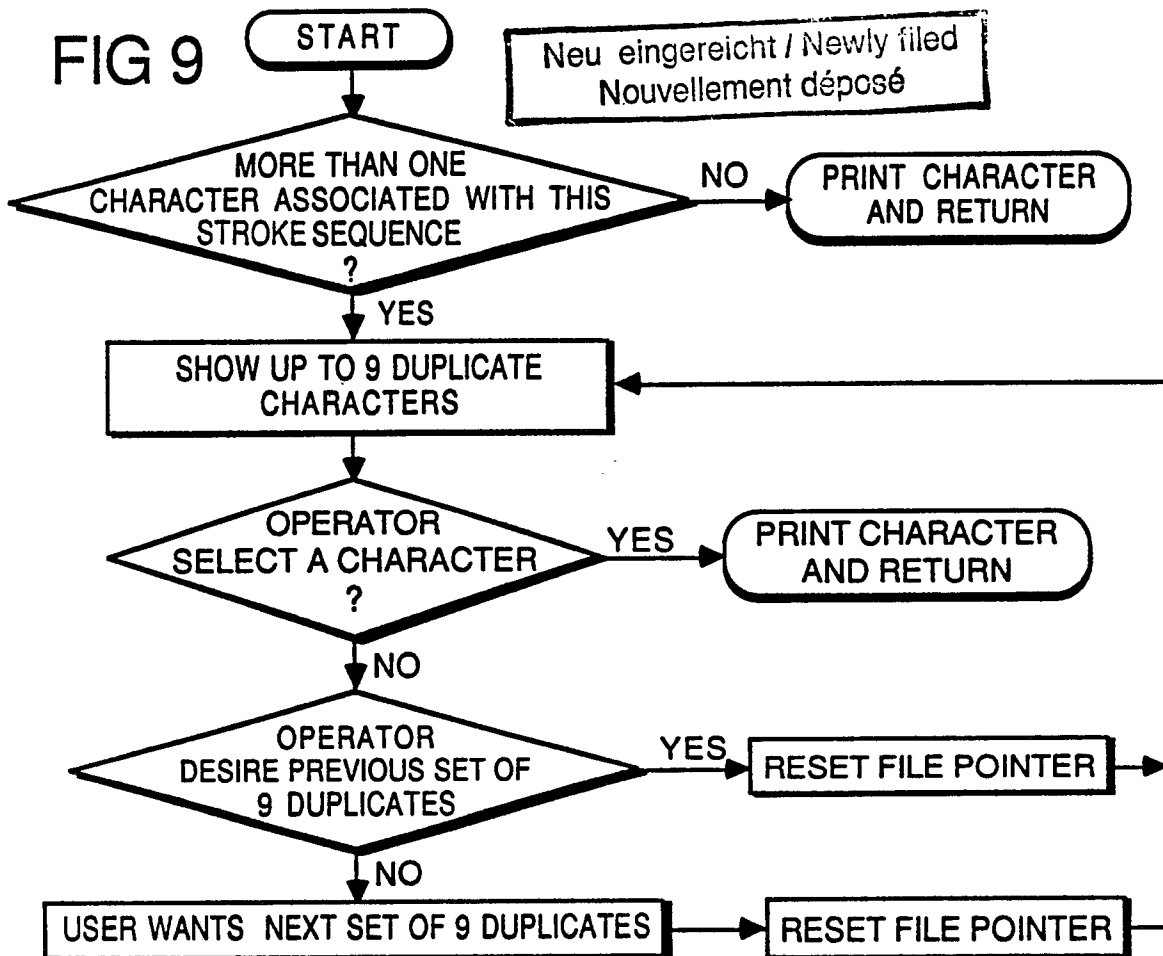 FIG 9
START
Neu eingereicht / Newly filed
Nouvellement déposé
MORE THAN ONE
CHARACTER ASSOCIATED WITH THIS
STROKE SEQUENCE
?
NO
PRINT CHARACTER
AND RETURN
YES
SHOW UP TO 9 DUPLICATE
CHARACTERS
OPERATOR
SELECT A CHARACTER
?
YES
PRINT CHARACTER
AND RETURN
NO
OPERATOR
DESIRE PREVIOUS SET OF
9 DUPLICATES
YES
RESET FILE POINTER
NO
USER WANTS NEXT SET OF 9 DUPLICATES
RESET FILE POINTER